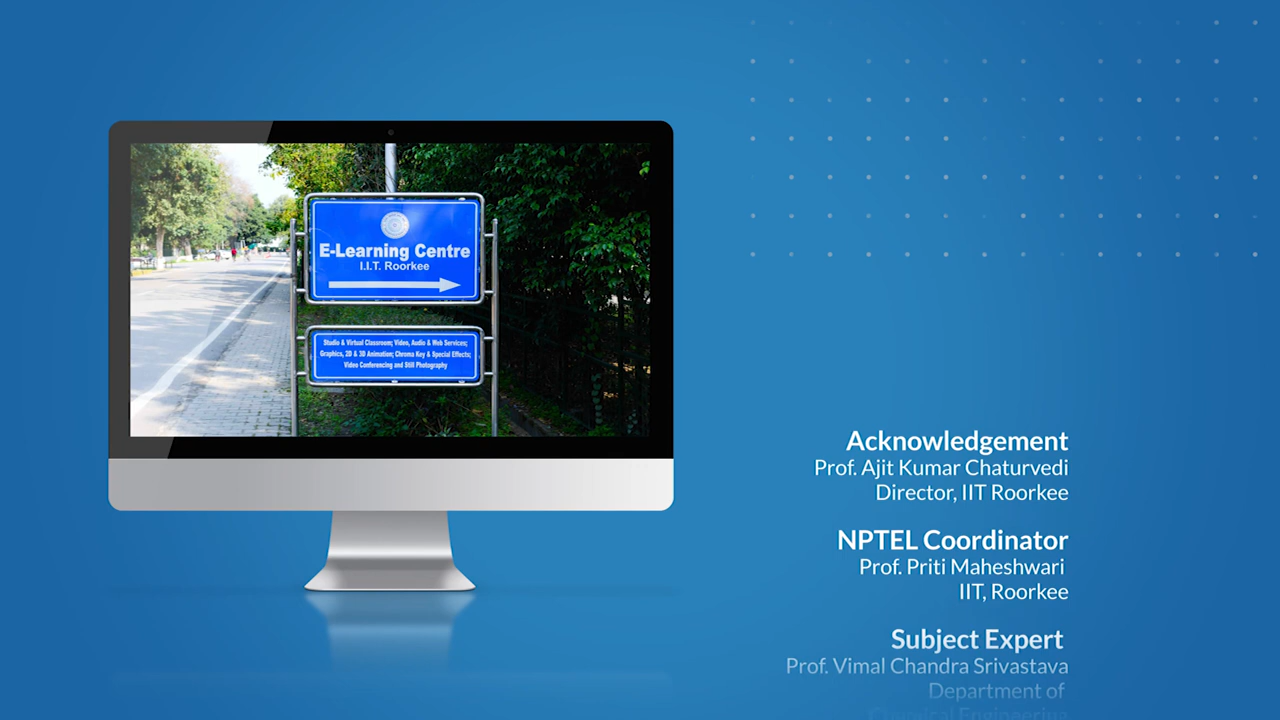 E-Learning Centre
I.I.T. Roorkee
Studio & Virtual Classroom; Video, Audio & Web Services;
Graphics, 2D & 3D Animation; Chroma Key & Special Effects;
Video Conferencing and Still Photography
Acknowledgement
Prof. Ajit Kumar Chaturvedi
Director, IIT Roorkee
NPTEL Coordinator
Prof. Priti Maheshwari
IIT, Roorkee
Subject Expert
Prof. Vimal Chandra Srivastava
Department of
Chemical Engineering